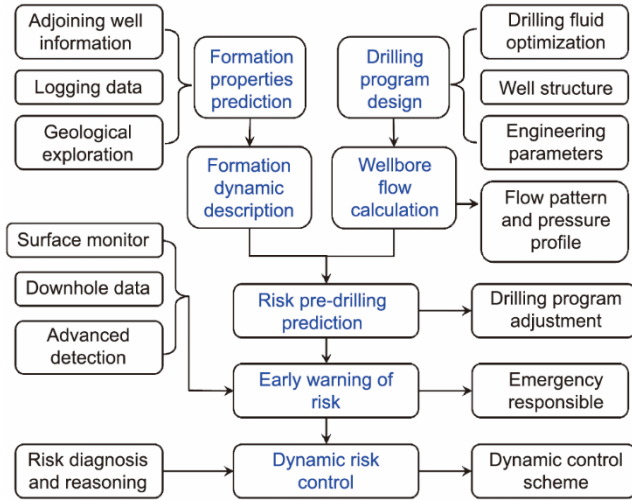 Adjoining well
information
Logging data
Geological
exploration
Formation
properties
prediction
Drilling
program
design
Drilling fluid
optimization
Well structure
Engineering
parameters
Formation
dynamic
description
Wellbore
flow
calculation
Flow pattern
and pressure
profile
Surface monitor
Downhole data
Advanced
detection
Risk pre-drilling
prediction
Drilling program
adjustment
Early warning of
risk
Emergency
responsible
Risk diagnosis
and reasoning
Dynamic risk
control
Dynamic control
scheme